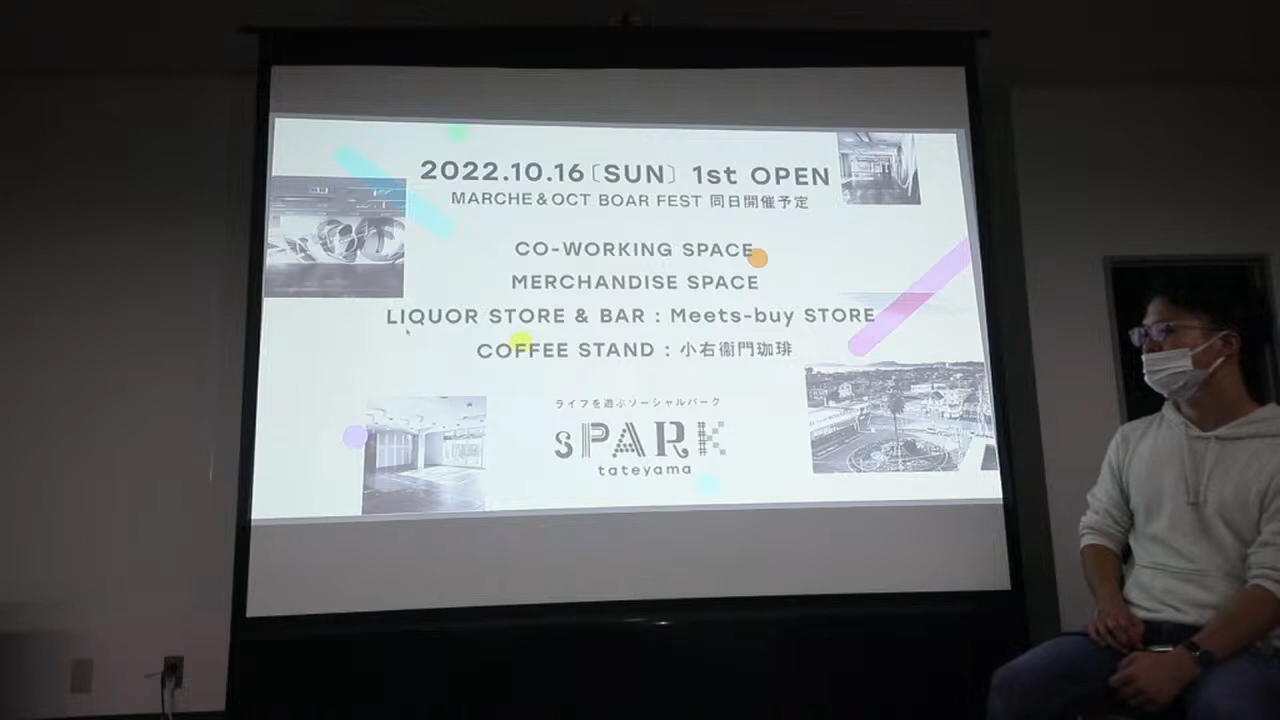 2022.10.16〔SUN〕 1st OPEN
MARCHE＆OCT BOAR FEST 同日開催予定
CO-WORKING SPACE
MERCHANDISE SPACE
LIQUOR STORE & BAR : Meets-buy STORE
COFFEE STAND : 小右衞門珈琲
ライフを遊ぶソーシャルパーク
sPARK
tateyama